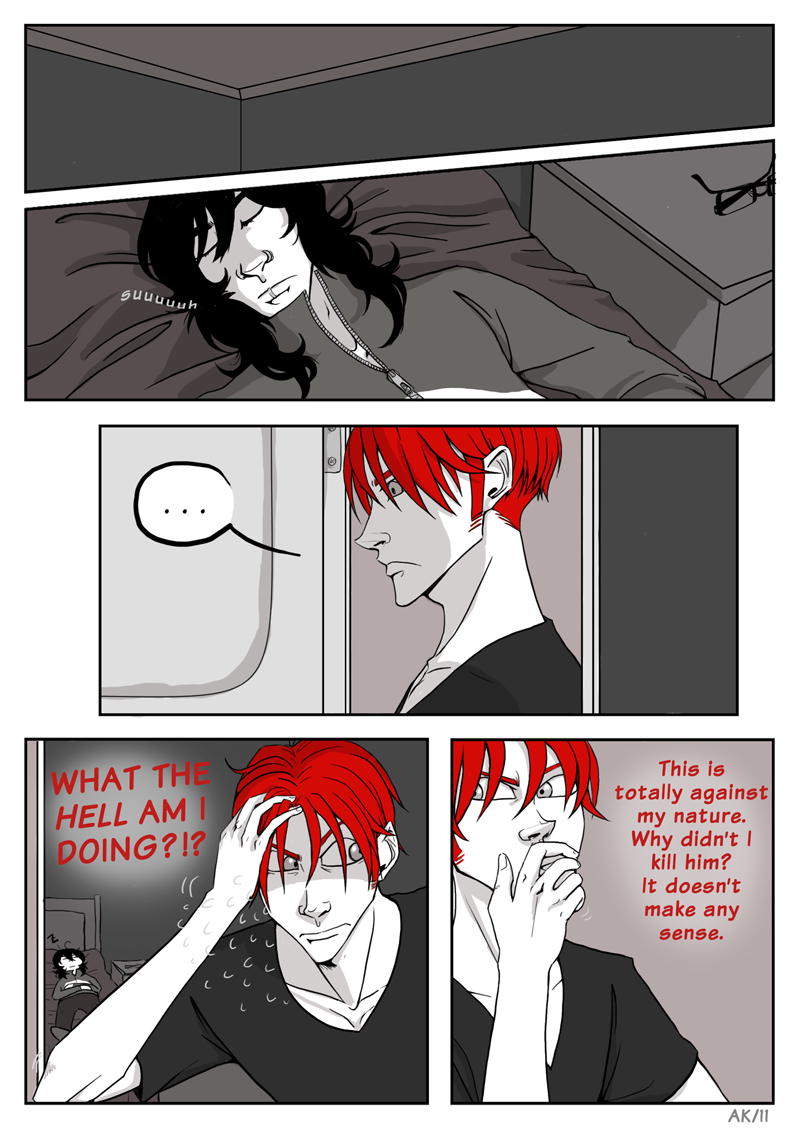 suuuuuh
...
WHAT THE
HELL AM I
DOING?!?
z
This is
totally against
my nature.
Why didn't I
kill him?
It doesn't
make any
sense.
AK/11